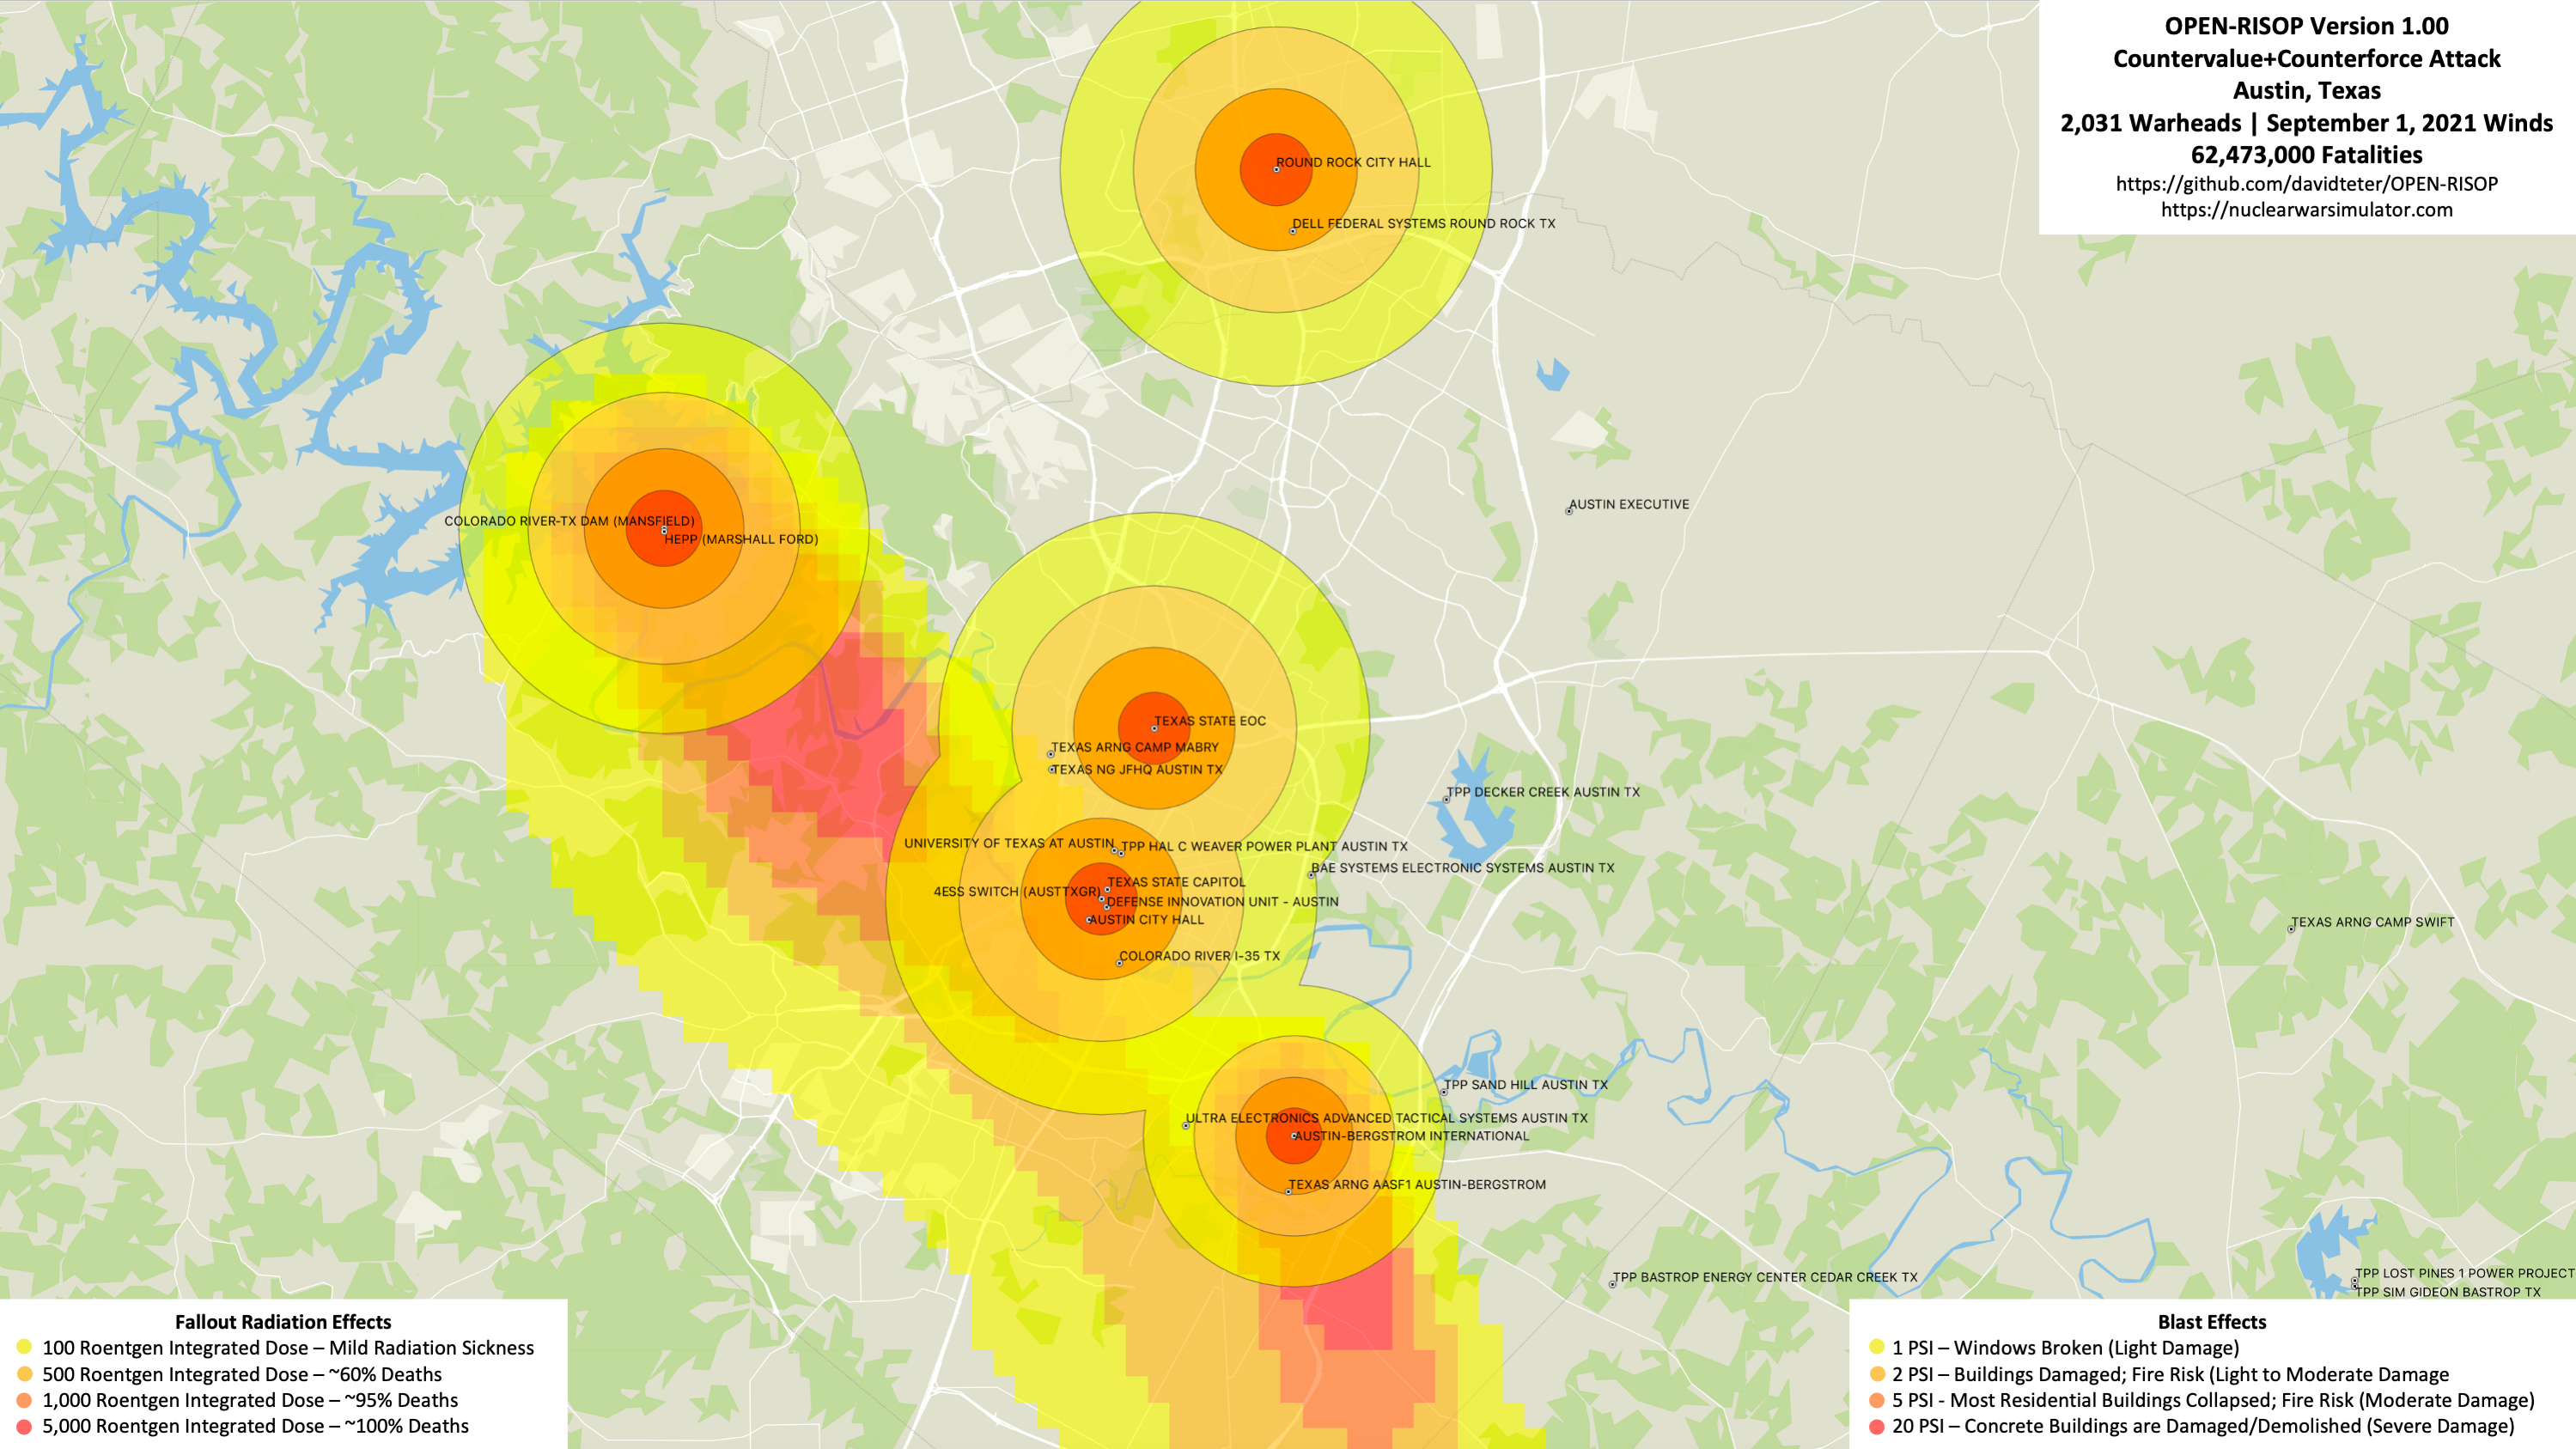 OPEN-RISOP Version 1.00
Countervalue+Counterforce Attack
Austin, Texas
2,031 Warheads | September 1, 2021 Winds
62,473,000 Fatalities
https://github.com/davidteter/OPEN-RISOP
https://nuclearwarsimulator.com
ROUND ROCK CITY HALL
DELL FEDERAL SYSTEMS ROUND ROCK TX
AUSTIN EXECUTIVE
COLORADO RIVER-TX DAM (MANSFIELD)
HEPP (MARSHALL FORD)
TEXAS STATE EOC
TEXAS ARNG CAMP MABRY
TEXAS NG JFHQ AUSTIN TX
TPP DECKER CREEK AUSTIN TX
UNIVERSITY OF TEXAS AT AUSTIN
TPP HAL C WEAVER POWER PLANT AUSTIN TX
BAE SYSTEMS ELECTRONIC SYSTEMS AUSTIN TX
TEXAS STATE CAPITOL
4ESS SWITCH (AUSTTXGR)
DEFENSE INNOVATION UNIT - AUSTIN
AUSTIN CITY HALL
TEXAS ARNG CAMP SWIFT
COLORADO RIVER I-35 TX
TPP SAND HILL AUSTIN TX
ULTRA ELECTRONICS ADVANCED TACTICAL SYSTEMS AUSTIN TX
AUSTIN-BERGSTROM INTERNATIONAL
TEXAS ARNG AASF1 AUSTIN-BERGSTROM
TPP BASTROP ENERGY CENTER CEDAR CREEK TX
TPP LOST PINES 1 POWER PROJECT
TPP SIM GIDEON BASTROP TX
Fallout Radiation Effects
100 Roentgen Integrated Dose – Mild Radiation Sickness
500 Roentgen Integrated Dose – ~60% Deaths
1,000 Roentgen Integrated Dose – ~95% Deaths
5,000 Roentgen Integrated Dose – ~100% Deaths
Blast Effects
1 PSI – Windows Broken (Light Damage)
2 PSI – Buildings Damaged; Fire Risk (Light to Moderate Damage
5 PSI - Most Residential Buildings Collapsed; Fire Risk (Moderate Damage)
20 PSI – Concrete Buildings are Damaged/Demolished (Severe Damage)